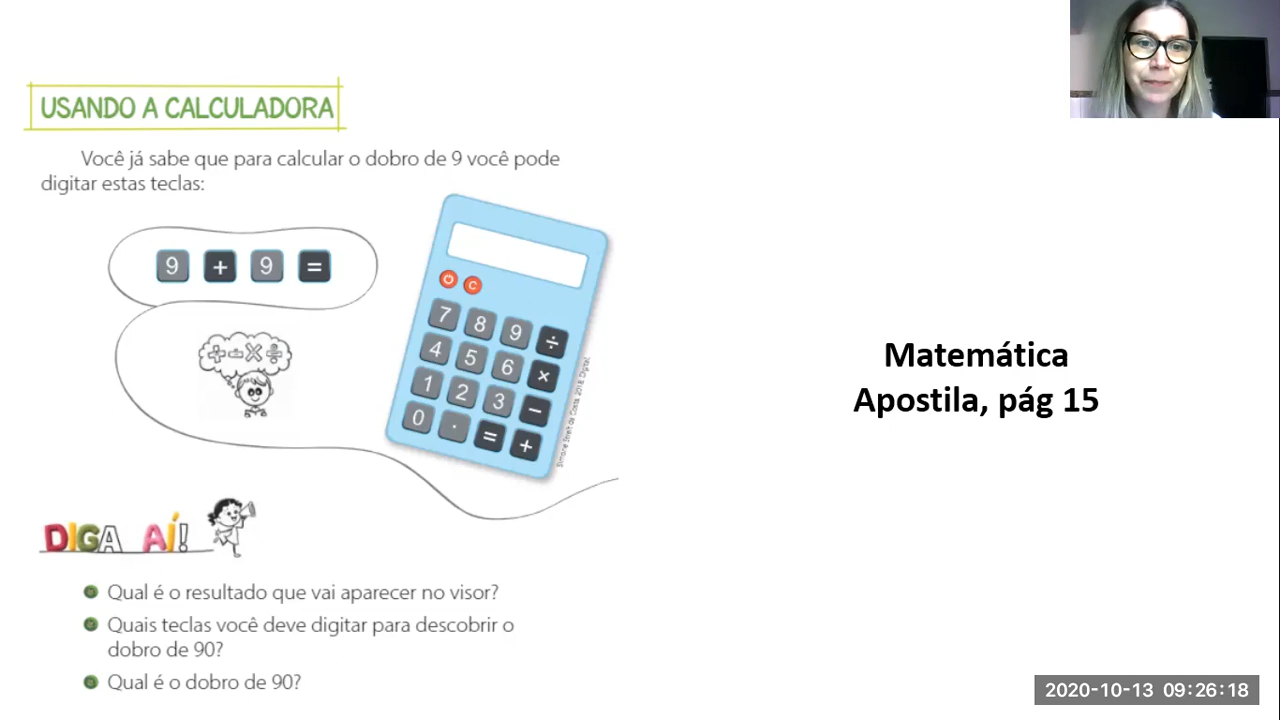 USANDO A CALCULADORA
Você já sabe que para calcular o dobro de 9 você pode
digitar estas teclas:
9 + 9 =
C
7 8 9 ÷
4 5 6 ×
1 2 3 −
0 . = +
+ − × ÷
DIGA AÍ!
Qual é o resultado que vai aparecer no visor?
Quais teclas você deve digitar para descobrir o
dobro de 90?
Qual é o dobro de 90?
Matemática
Apostila, pág 15
2020-10-13 09:26:18